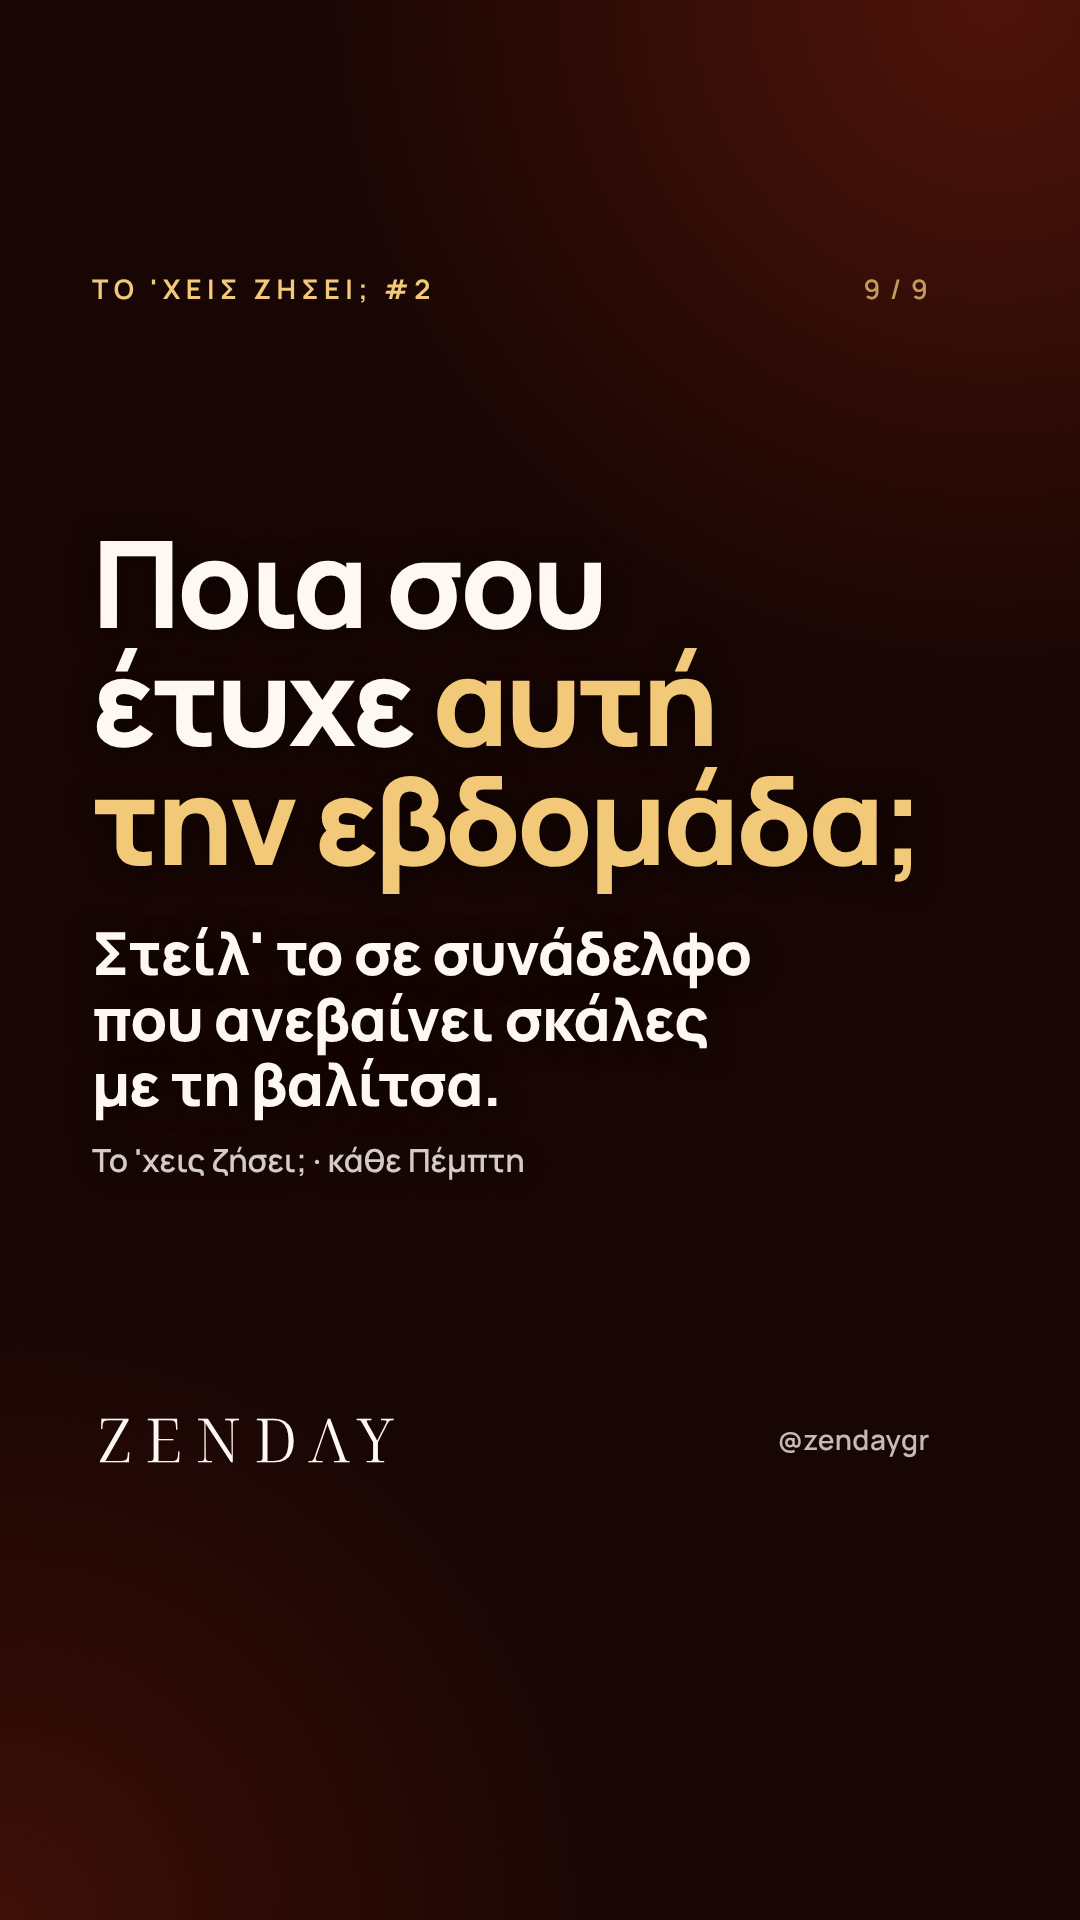 ΤΟ 'ΧΕΙΣ ΖΗΣΕΙ; #2
9 / 9
Ποια σου
έτυχε αυτή
την εβδομάδα;
Στείλ' το σε συνάδελφο
που ανεβαίνει σκάλες
με τη βαλίτσα.
Το 'χεις ζήσει; · κάθε Πέμπτη
ZENDAY
@zendaygr